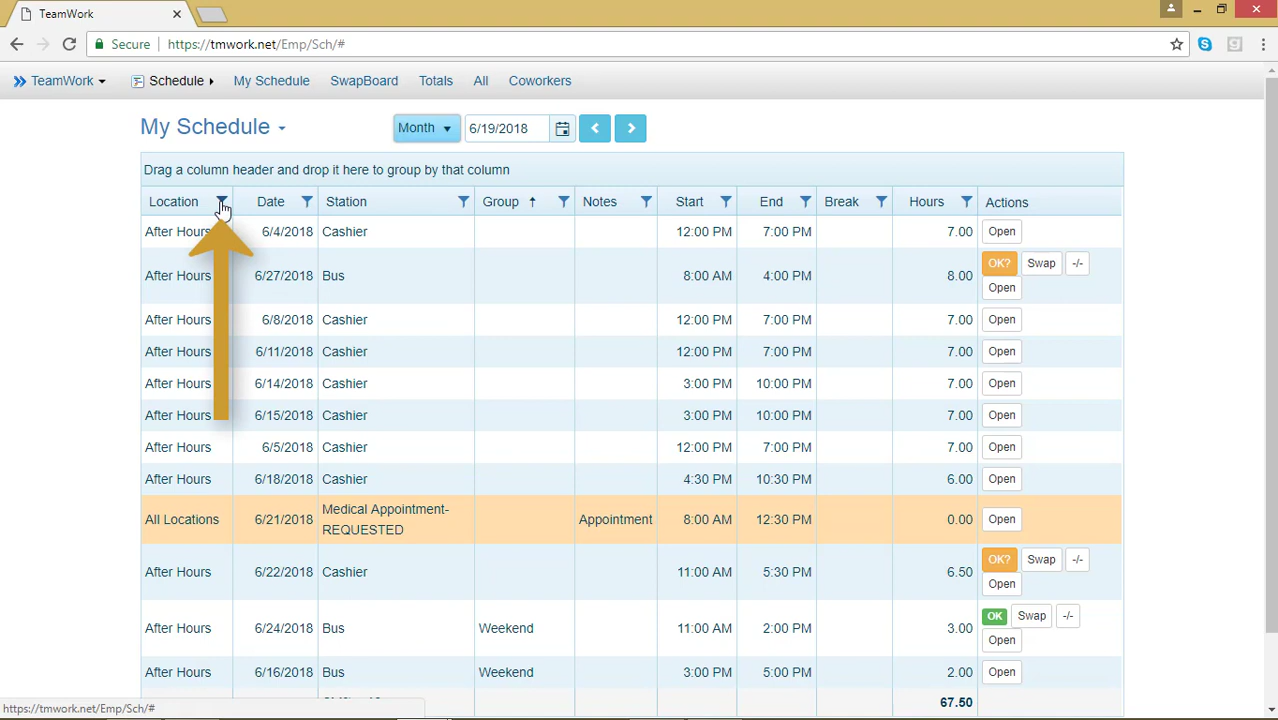 TeamWork
Secure https://tmwork.net/Emp/Sch/#
TeamWork Schedule My Schedule SwapBoard Totals All Coworkers
My Schedule Month 6/19/2018
Drag a column header and drop it here to group by that column
Location Date Station Group Notes Start End Break Hours Actions
After Hours 6/4/2018 Cashier 12:00 PM 7:00 PM 7.00 Open
After Hours 6/27/2018 Bus 8:00 AM 4:00 PM 8.00 OK? Swap -/-
Open
After Hours 6/8/2018 Cashier 12:00 PM 7:00 PM 7.00 Open
After Hours 6/11/2018 Cashier 12:00 PM 7:00 PM 7.00 Open
After Hours 6/14/2018 Cashier 3:00 PM 10:00 PM 7.00 Open
After Hours 6/15/2018 Cashier 3:00 PM 10:00 PM 7.00 Open
After Hours 6/5/2018 Cashier 12:00 PM 7:00 PM 7.00 Open
After Hours 6/18/2018 Cashier 4:30 PM 10:30 PM 6.00 Open
All Locations 6/21/2018 Medical Appointment- Appointment 8:00 AM 12:30 PM 0.00 Open
REQUESTED
After Hours 6/22/2018 Cashier 11:00 AM 5:30 PM 6.50 OK? Swap -/-
Open
After Hours 6/24/2018 Bus Weekend 11:00 AM 2:00 PM 3.00 OK Swap -/-
Open
After Hours 6/16/2018 Bus Weekend 3:00 PM 5:00 PM 2.00 Open
67.50
https://tmwork.net/Emp/Sch/#